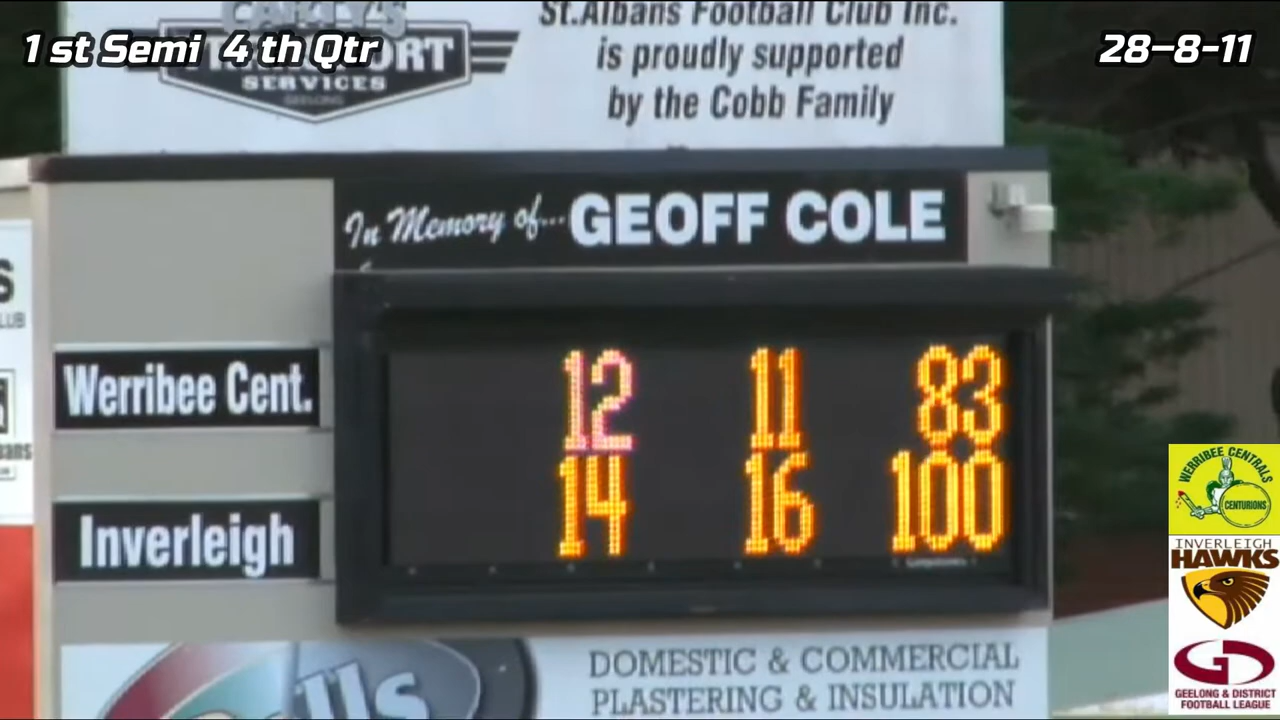 1 st Semi 4 th Qtr
28-8-11
SERVICES
GEELONG
St.Albans Football Club Inc.
is proudly supported
by the Cobb Family
In Memory of... GEOFF COLE
Werribee Cent. 12 11 83
Inverleigh 14 16 100
DOMESTIC & COMMERCIAL
PLASTERING & INSULATION
WERRIBEE CENTRALS
CENTURIONS
INVERLEIGH
HAWKS
GD
GEELONG & DISTRICT
FOOTBALL LEAGUE